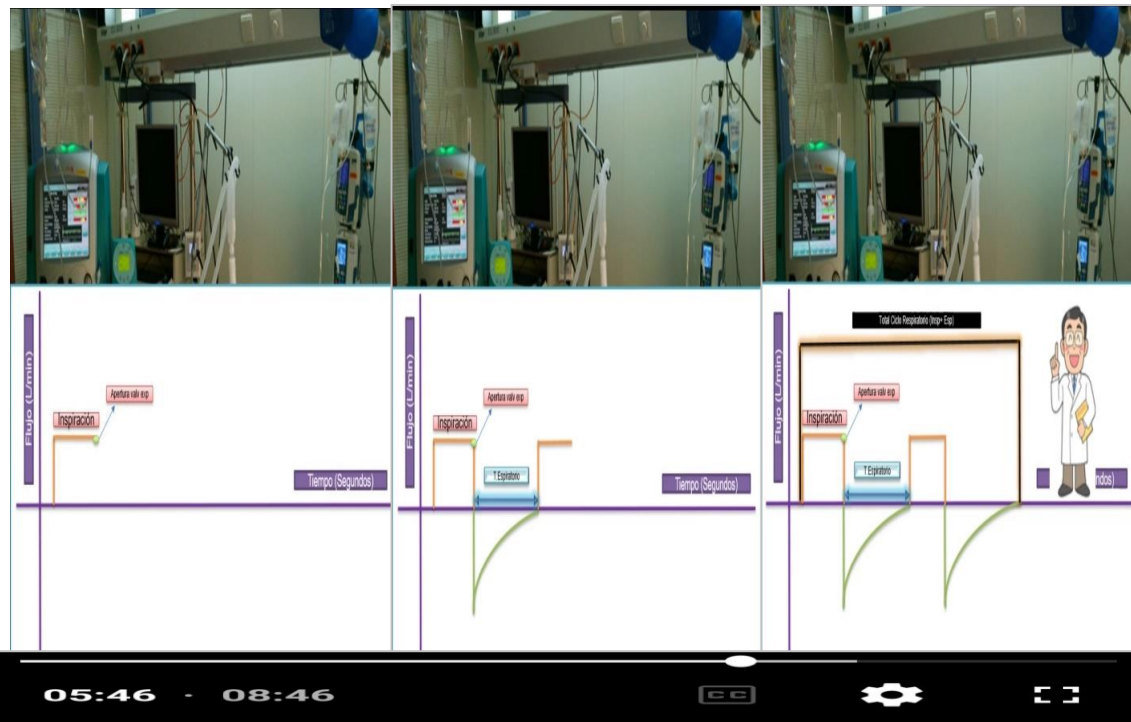 Flujo (L/min)
Inspiración
Apertura valv exp
Tiempo (Segundos)
Flujo (L/min)
Inspiración
Apertura valv exp
T.Espiratorio
Tiempo (Segundos)
Total Ciclo Respiratorio (Insp+ Esp)
Flujo (L/min)
Inspiración
Apertura valv exp
T.Espiratorio
ndos)
05:46 · 08:46
CC